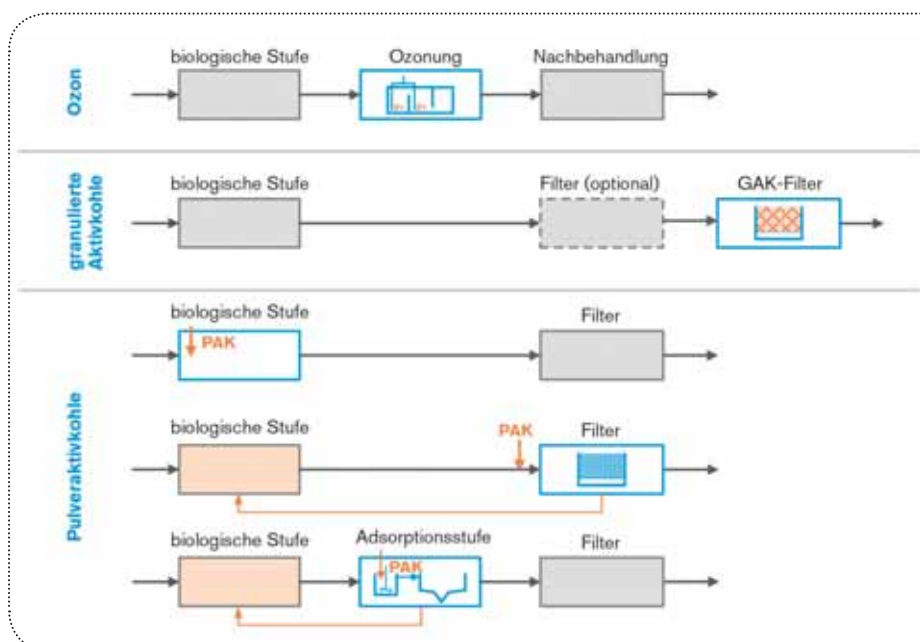 Ozon
biologische Stufe
Ozonung
Nachbehandlung
granulierte
Aktivkohle
biologische Stufe
Filter (optional)
GAK-Filter
Pulveraktivkohle
biologische Stufe
PAK
Filter
biologische Stufe
PAK
Filter
biologische Stufe
Adsorptionsstufe
PAK
Filter